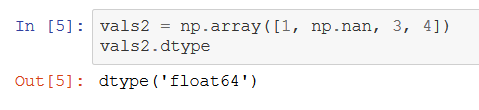 In [5]: vals2 = np.array([1, np.nan, 3, 4])
vals2.dtype
Out[5]: dtype('float64')